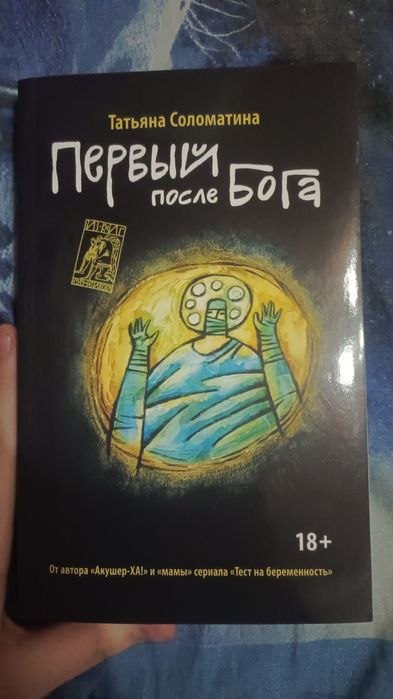 Татьяна Соломатина
Первый
после Бога
18+
От автора «Акушер-ХА!» и «мамы» сериала «Тест на беременность»